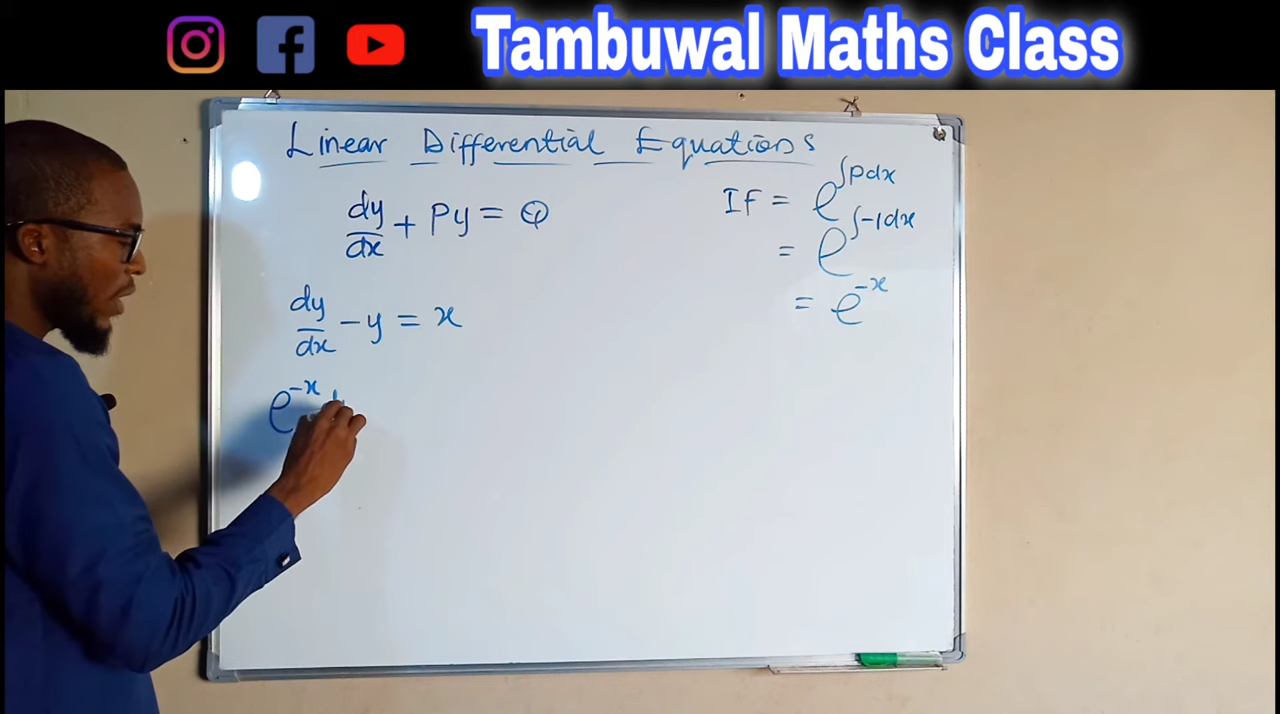 Tambuwal Maths Class
Linear Differential Equations
dy/dx + Py = Q
IF = e^∫Pdx
= e^∫-1dx
= e^-x
dy/dx - y = x
e^-x